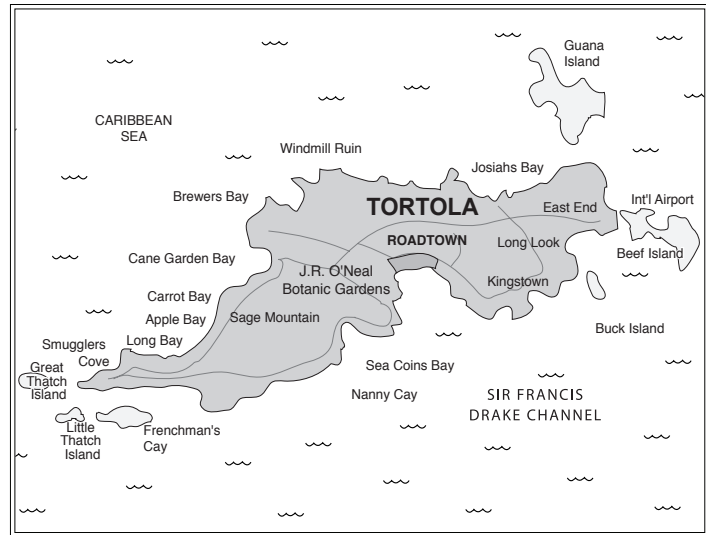 Guana
Island
CARIBBEAN
SEA
Windmill Ruin
Josiahs Bay
Brewers Bay
TORTOLA
East End
Int'l Airport
ROADTOWN
Long Look
Beef Island
Cane Garden Bay
J.R. O'Neal
Botanic Gardens
Kingstown
Carrot Bay
Apple Bay
Sage Mountain
Buck Island
Long Bay
Smugglers
Cove
Great
Thatch
Island
Sea Coins Bay
Nanny Cay
SIR FRANCIS
DRAKE CHANNEL
Little
Thatch
Island
Frenchman's
Cay